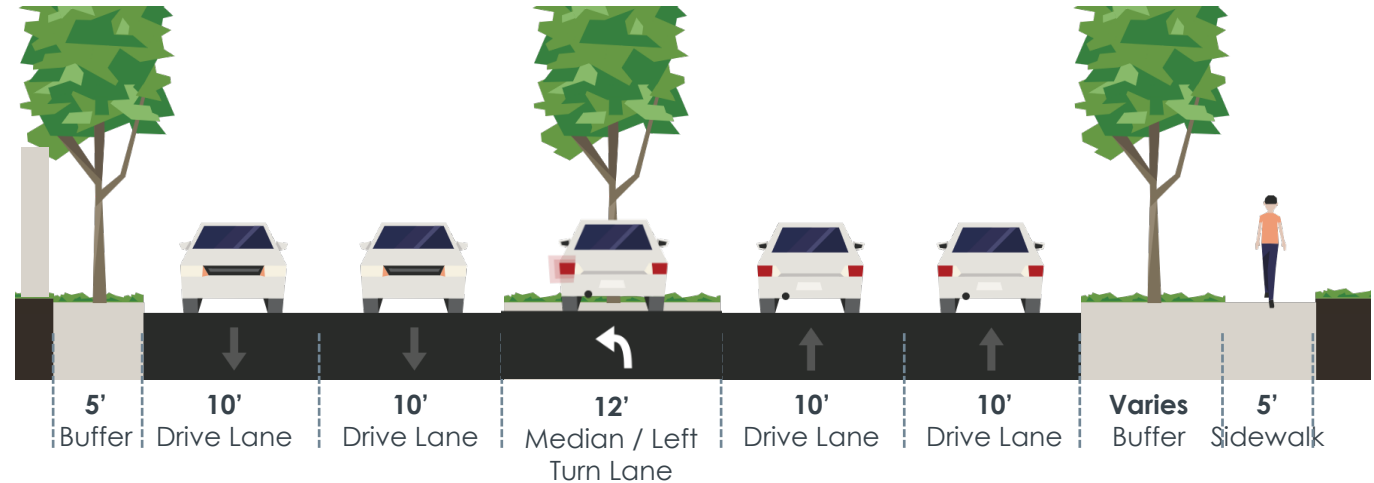 5’
Buffer
10’
Drive Lane
10’
Drive Lane
12’
Median / Left
Turn Lane
10’
Drive Lane
10’
Drive Lane
Varies
Buffer
5’
Sidewalk